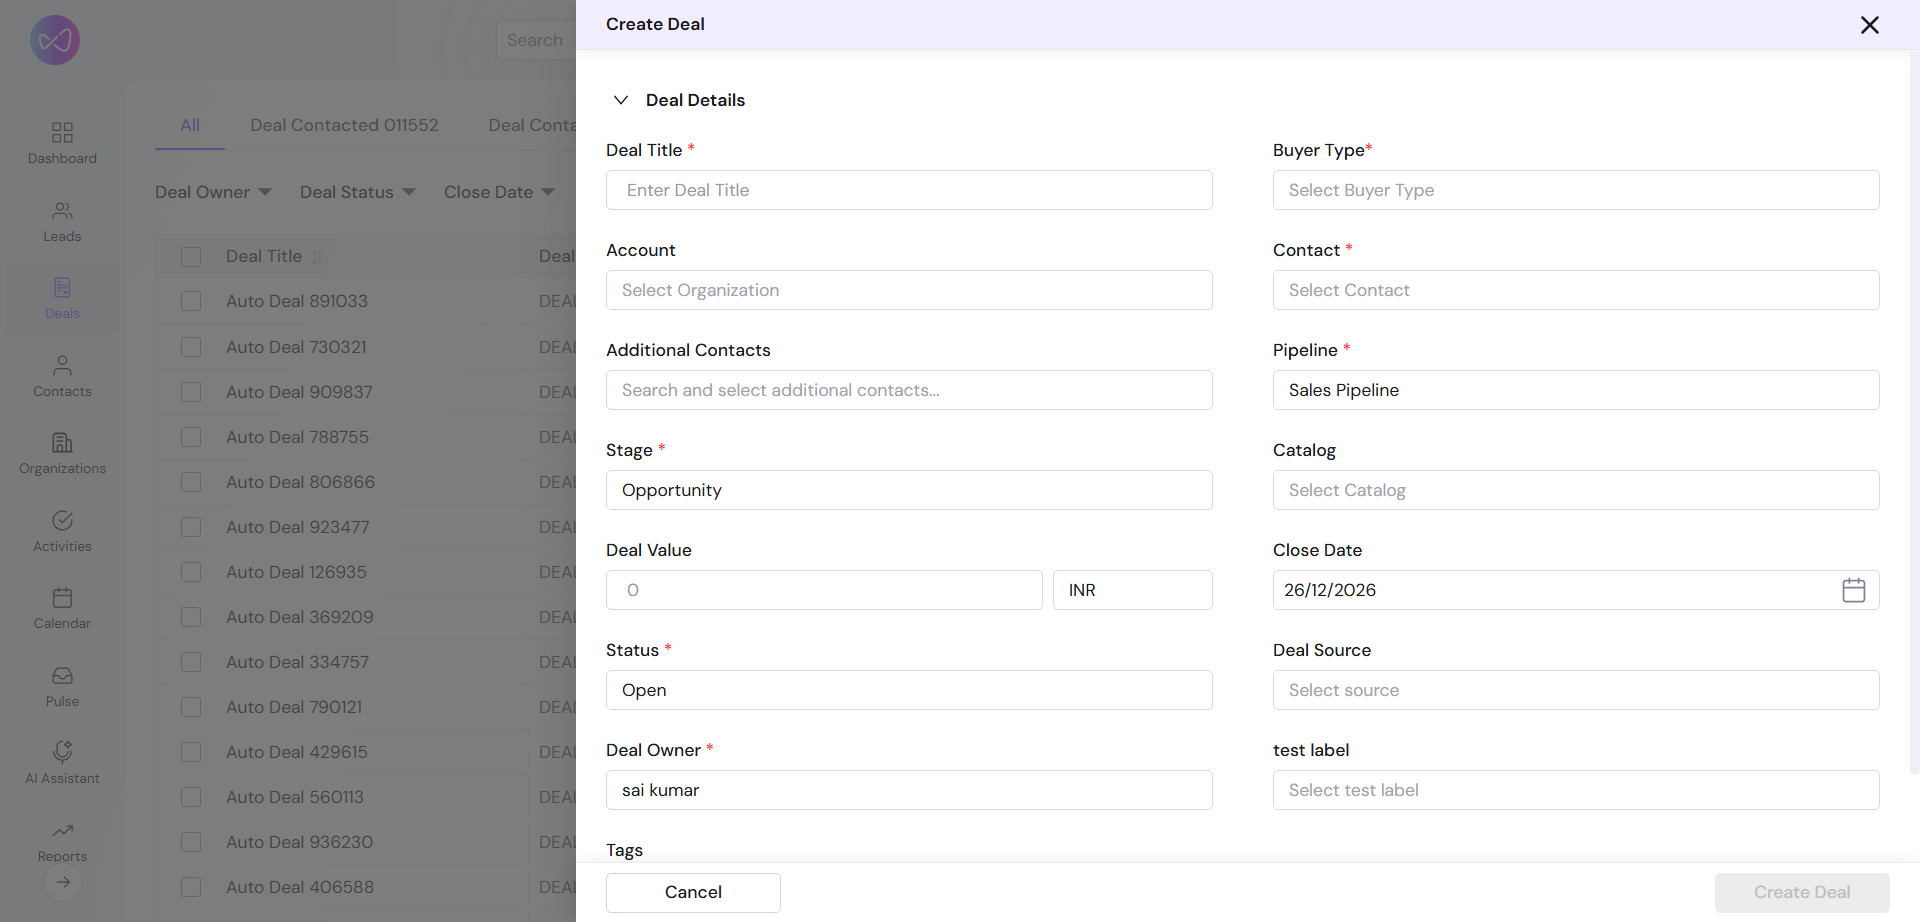 Search
Dashboard
Leads
Deals
Contacts
Organizations
Activities
Calendar
Pulse
AI Assistant
Reports
All
Deal Contacted 011552
Deal Conta
Deal Owner
Deal Status
Close Date
Deal Title
Deal
Auto Deal 891033
DEAL
Auto Deal 730321
DEAL
Auto Deal 909837
DEAL
Auto Deal 788755
DEAL
Auto Deal 806866
DEAL
Auto Deal 923477
DEAL
Auto Deal 126935
DEAL
Auto Deal 369209
DEAL
Auto Deal 334757
DEAL
Auto Deal 790121
DEAL
Auto Deal 429615
DEAL
Auto Deal 560113
DEAL
Auto Deal 936230
DEAL
Auto Deal 406588
DEAL
Create Deal
Deal Details
Deal Title *
Enter Deal Title
Buyer Type*
Select Buyer Type
Account
Select Organization
Contact *
Select Contact
Additional Contacts
Search and select additional contacts...
Pipeline *
Sales Pipeline
Stage *
Opportunity
Catalog
Select Catalog
Deal Value
0
INR
Close Date
26/12/2026
Status *
Open
Deal Source
Select source
Deal Owner *
sai kumar
test label
Select test label
Tags
Cancel
Create Deal